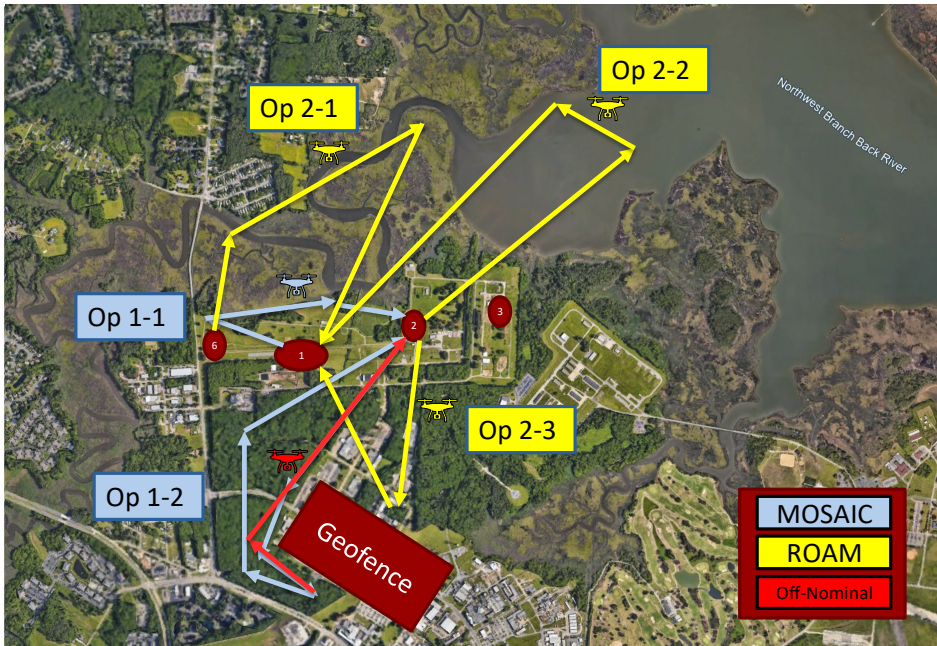 Op 2-2
Op 2-1
Northwest Branch Back River
Op 1-1
6
1
2
3
Op 2-3
Op 1-2
Geofence
MOSAIC
ROAM
Off-Nominal